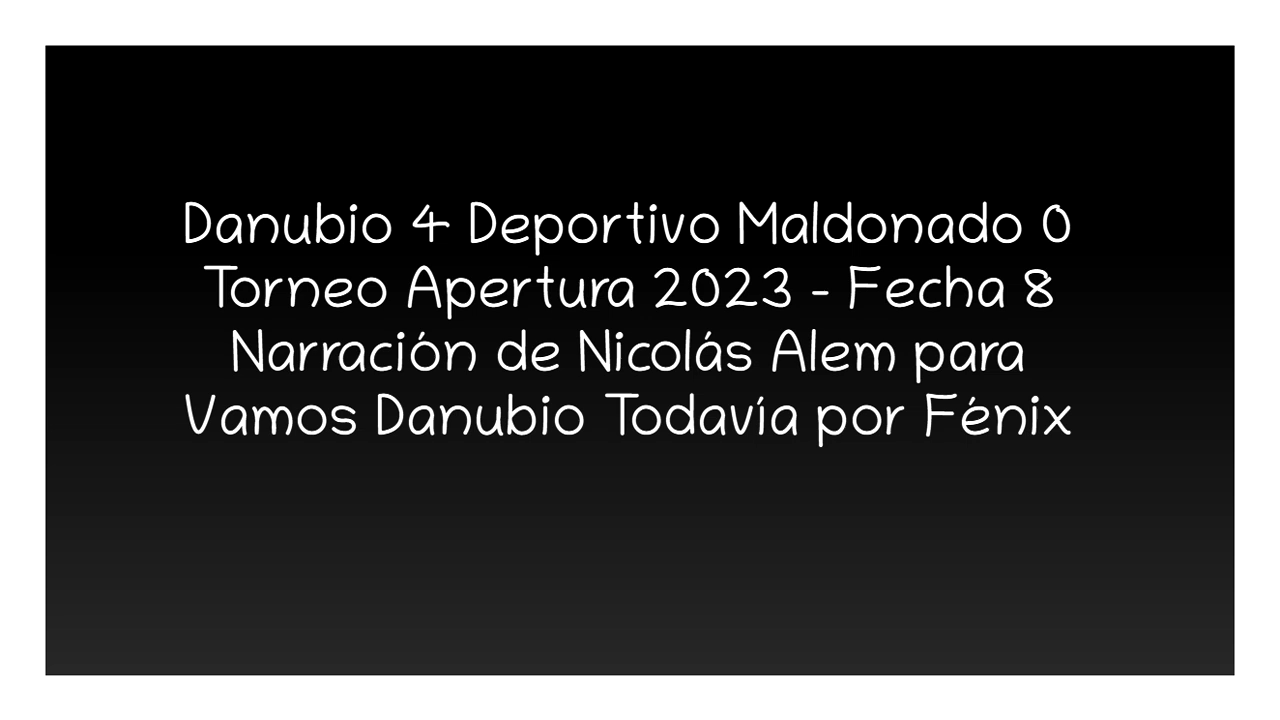 Danubio 4 Deportivo Maldonado 0
Torneo Apertura 2023 - Fecha 8
Narración de Nicolás Alem para
Vamos Danubio Todavía por Fénix